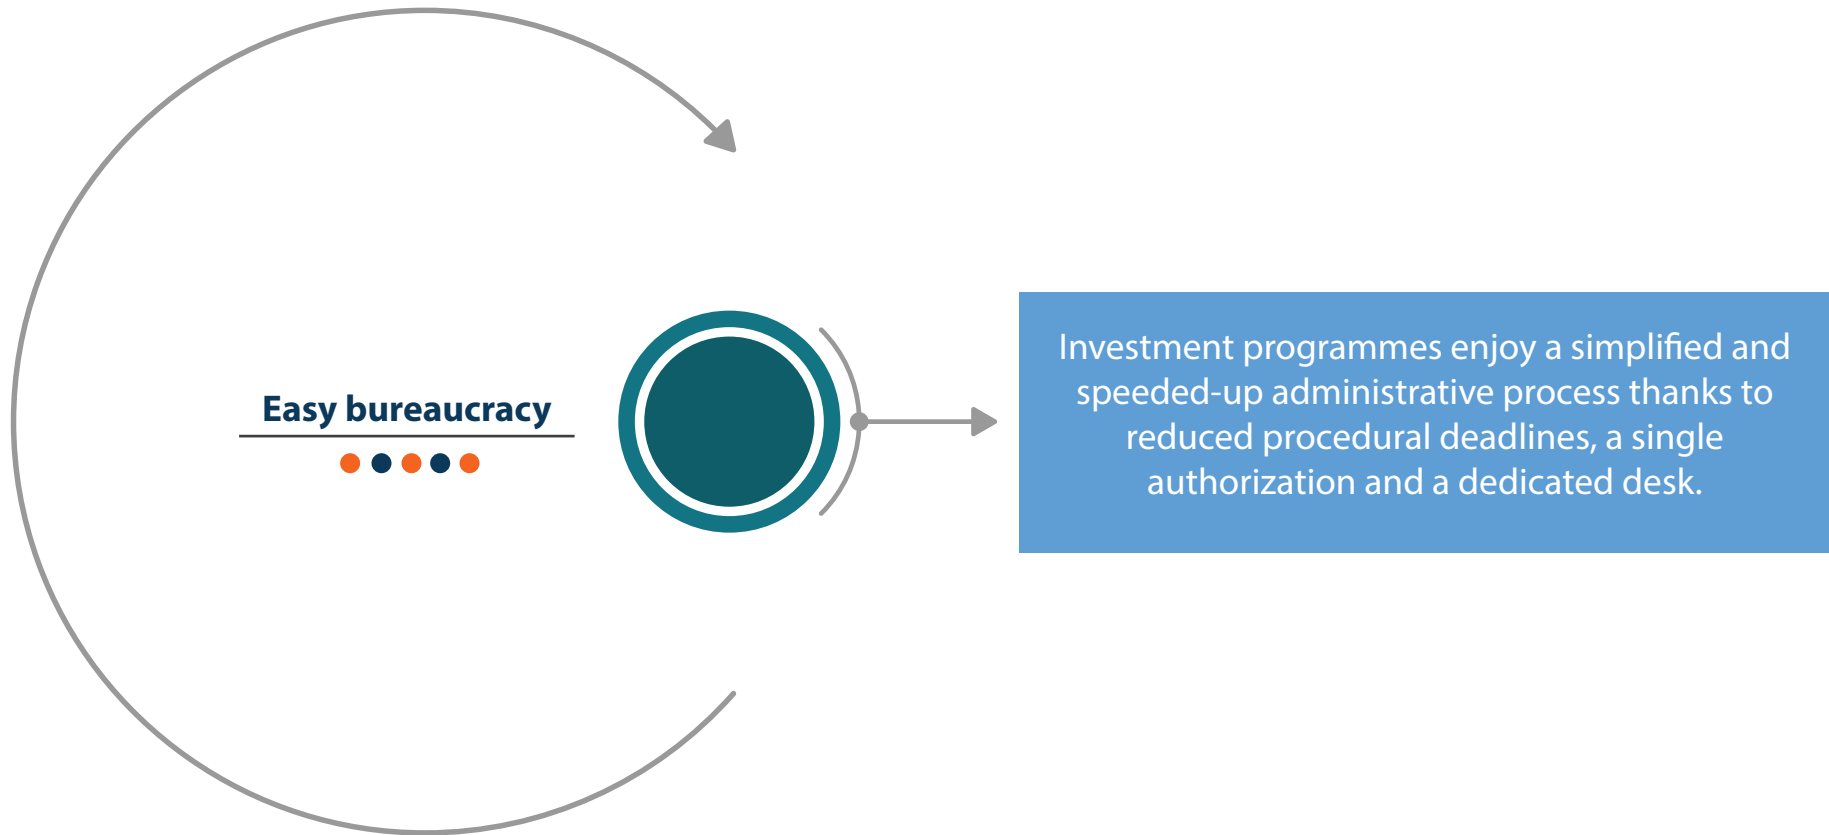 Easy bureaucracy
Investment programmes enjoy a simplified and
speeded-up administrative process thanks to
reduced procedural deadlines, a single
authorization and a dedicated desk.